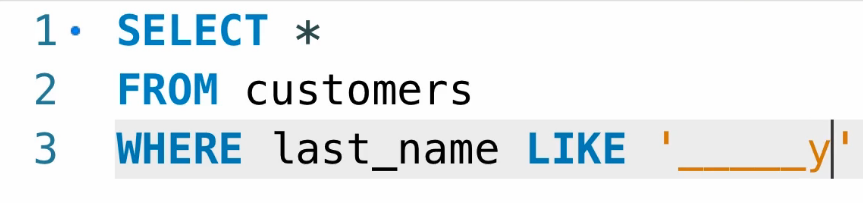 1 SELECT *
2 FROM customers
3 WHERE last_name LIKE '_____y'